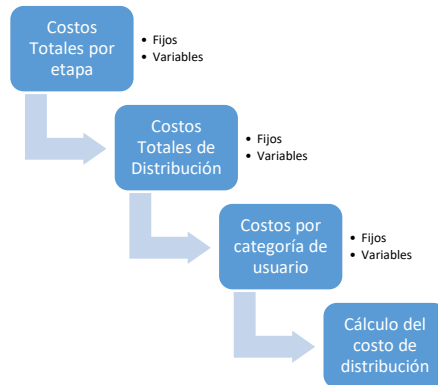 Costos
Totales por
etapa
• Fijos
• Variables
Costos
Totales de
Distribución
• Fijos
• Variables
Costos por
categoría de
usuario
• Fijos
• Variables
Cálculo del
costo de
distribución